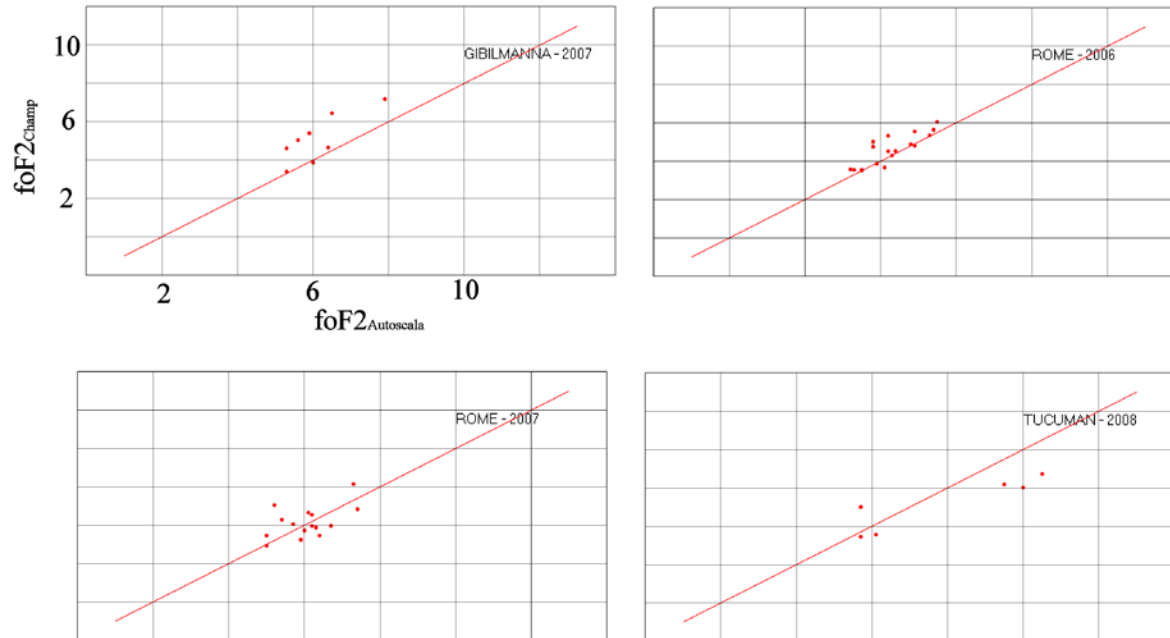 10
GIBILMANNA - 2007
ROME - 2006
6
foF2Champ
2
2 6 10
foF2Autoscala
ROME - 2007
TUCUMAN - 2008